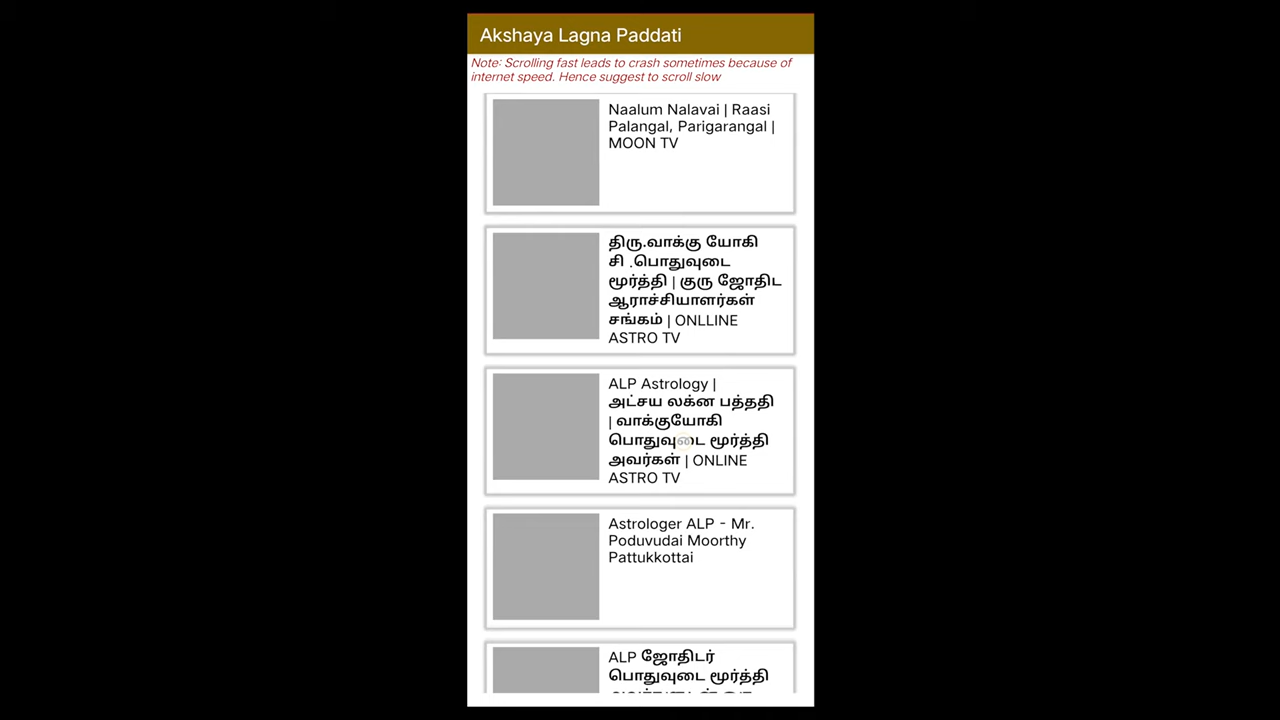 Akshaya Lagna Paddati
Note: Scrolling fast leads to crash sometimes because of
internet speed. Hence suggest to scroll slow
Naalum Nalavai | Raasi
Palangal, Parigarangal |
MOON TV
திரு.வாக்கு யோகி
சி .பொதுவுடை
மூர்த்தி | குரு ஜோதிட
ஆராச்சியாளர்கள்
சங்கம் | ONLLINE
ASTRO TV
ALP Astrology |
அட்சய லக்ன பத்ததி
| வாக்குயோகி
பொதுவுடை மூர்த்தி
அவர்கள் | ONLINE
ASTRO TV
Astrologer ALP - Mr.
Poduvudai Moorthy
Pattukkottai
ALP ஜோதிடர்
பொதுவுடை மூர்த்தி